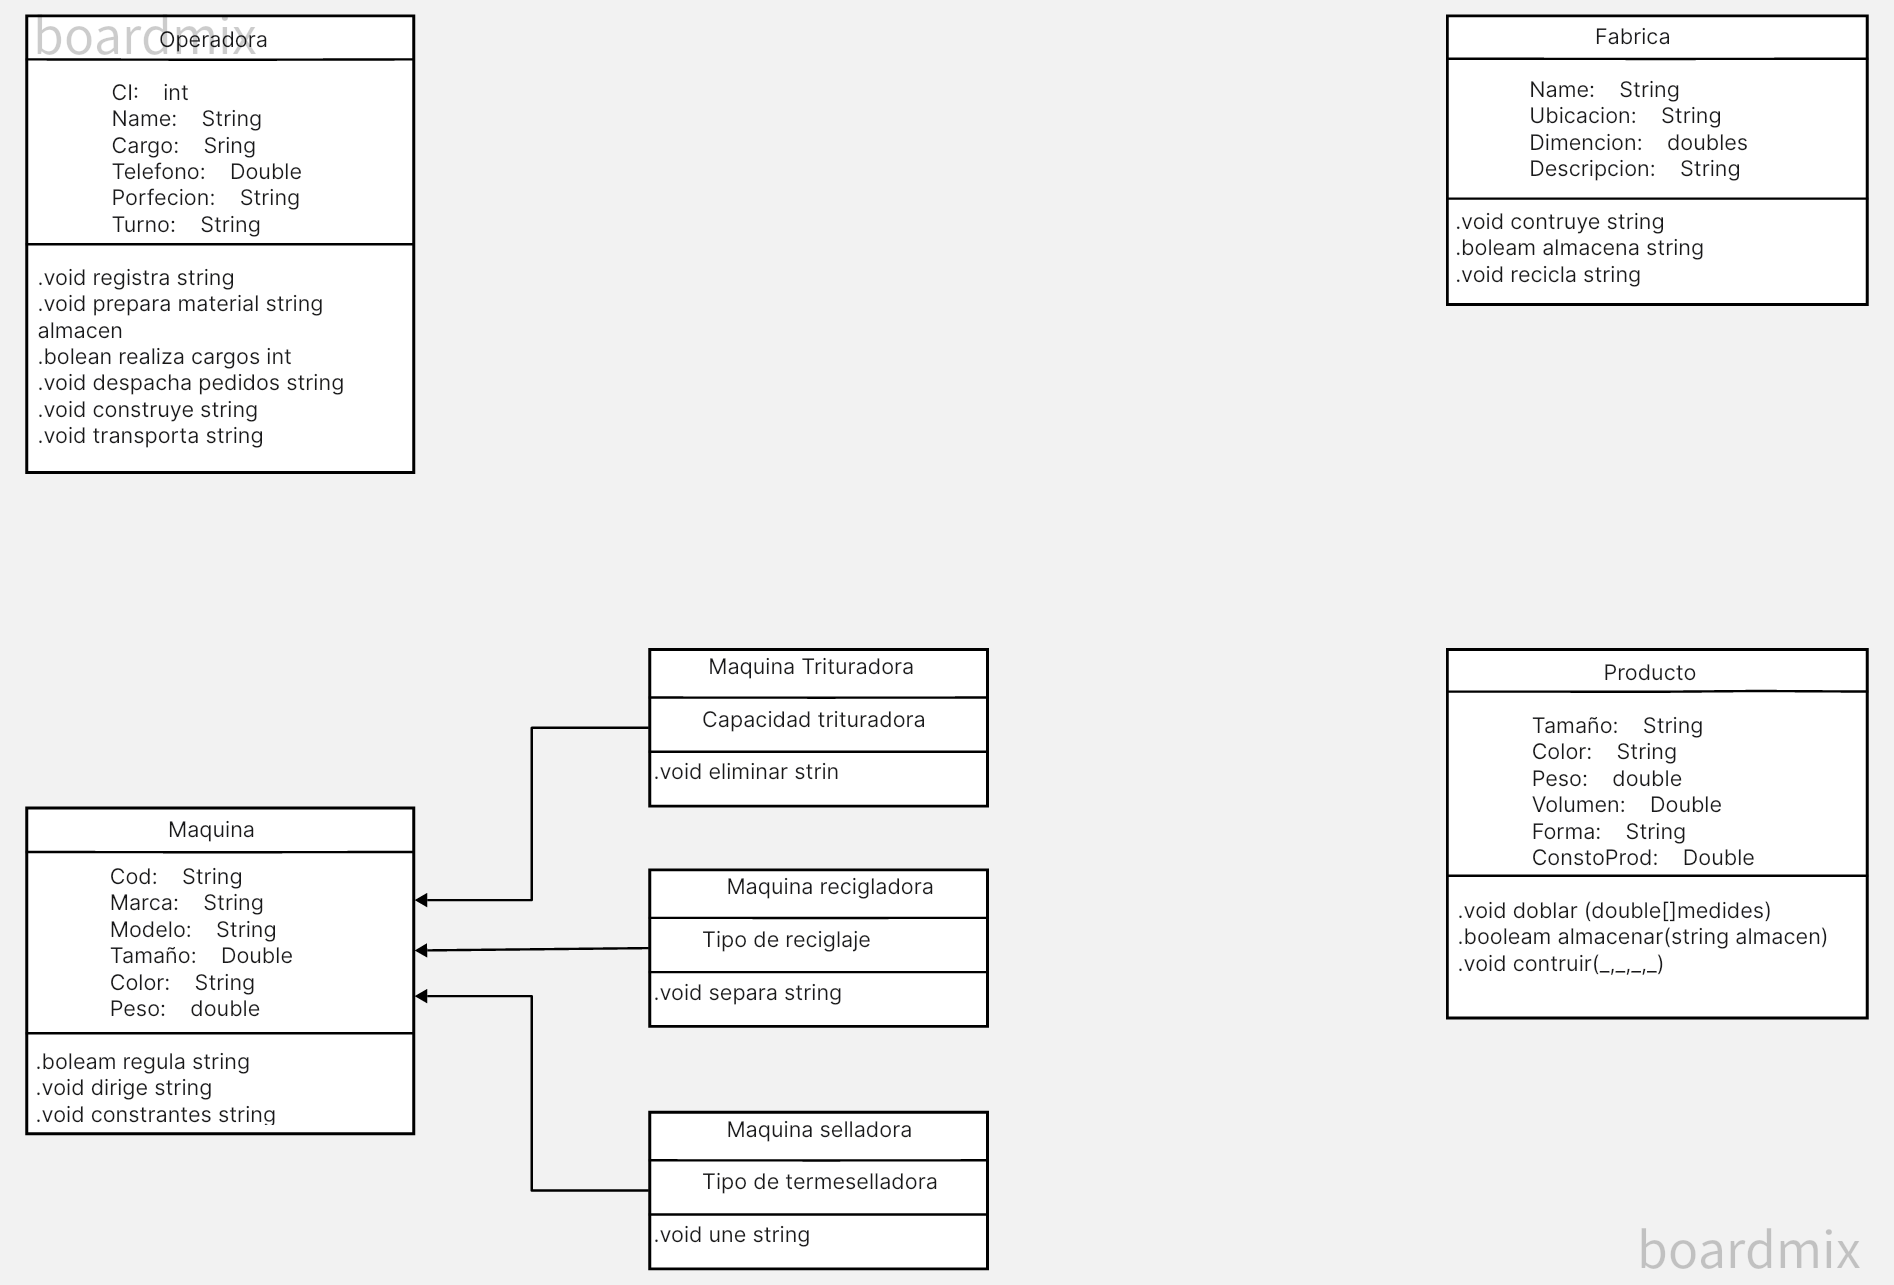 boardmix
Operadora
CI: int
Name: String
Cargo: Sring
Telefono: Double
Porfecion: String
Turno: String
.void registra string
.void prepara material string
almacen
.bolean realiza cargos int
.void despacha pedidos string
.void construye string
.void transporta string
Fabrica
Name: String
Ubicacion: String
Dimencion: doubles
Descripcion: String
.void contruye string
.boleam almacena string
.void recicla string
Maquina Trituradora
Capacidad trituradora
.void eliminar strin
Maquina
Cod: String
Marca: String
Modelo: String
Tamaño: Double
Color: String
Peso: double
.boleam regula string
.void dirige string
.void constrantes string
Maquina recigladora
Tipo de reciglaje
.void separa string
Maquina selladora
Tipo de termeselladora
.void une string
Producto
Tamaño: String
Color: String
Peso: double
Volumen: Double
Forma: String
ConstoProd: Double
.void doblar (double[]medides)
.booleam almacenar(string almacen)
.void contruir(_,_,_,_)
boardmix